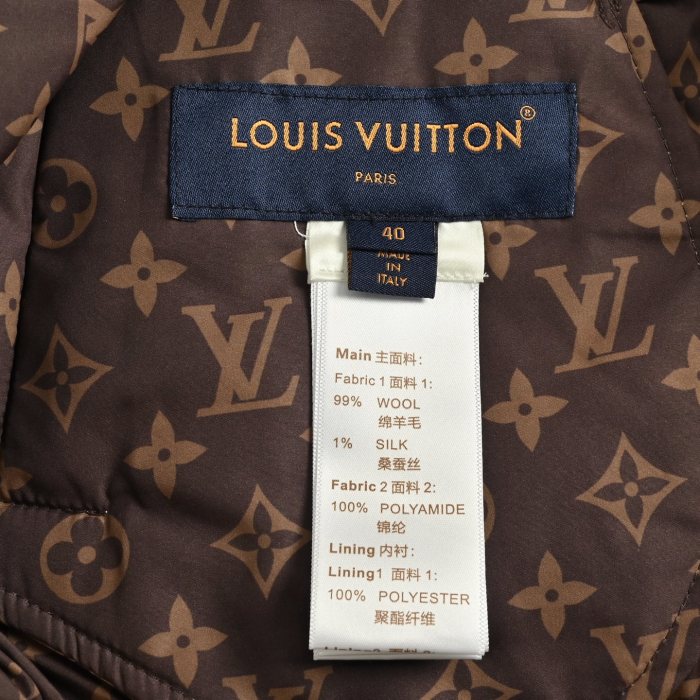 LOUIS VUITTON®
PARIS
40
MADE
IN
ITALY
Main 主面料:
Fabric 1 面料 1:
99% WOOL
绵羊毛
1% SILK
桑蚕丝
Fabric 2 面料 2:
100% POLYAMIDE
锦纶
Lining 内衬:
Lining1 面料 1:
100% POLYESTER
聚酯纤维